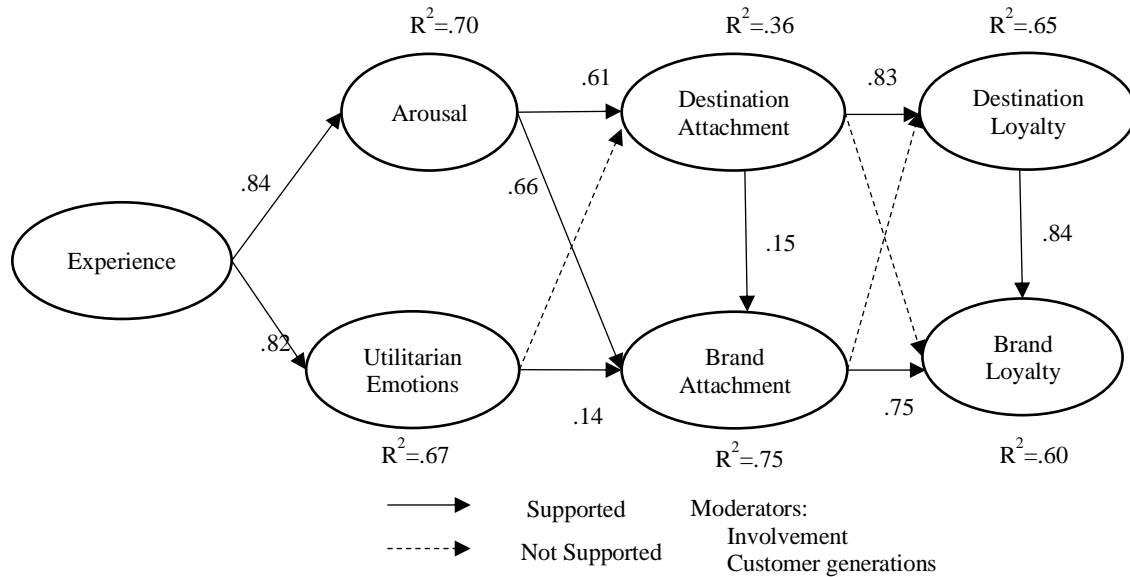 R²=.70
R²=.36
R²=.65
.61
.83
Arousal
Destination
Attachment
Destination
Loyalty
.84
.66
Experience
.15
.84
.82
Utilitarian
Emotions
Brand
Attachment
Brand
Loyalty
.14
.75
R²=.67
R²=.75
R²=.60
Supported
Not Supported
Moderators:
Involvement
Customer generations